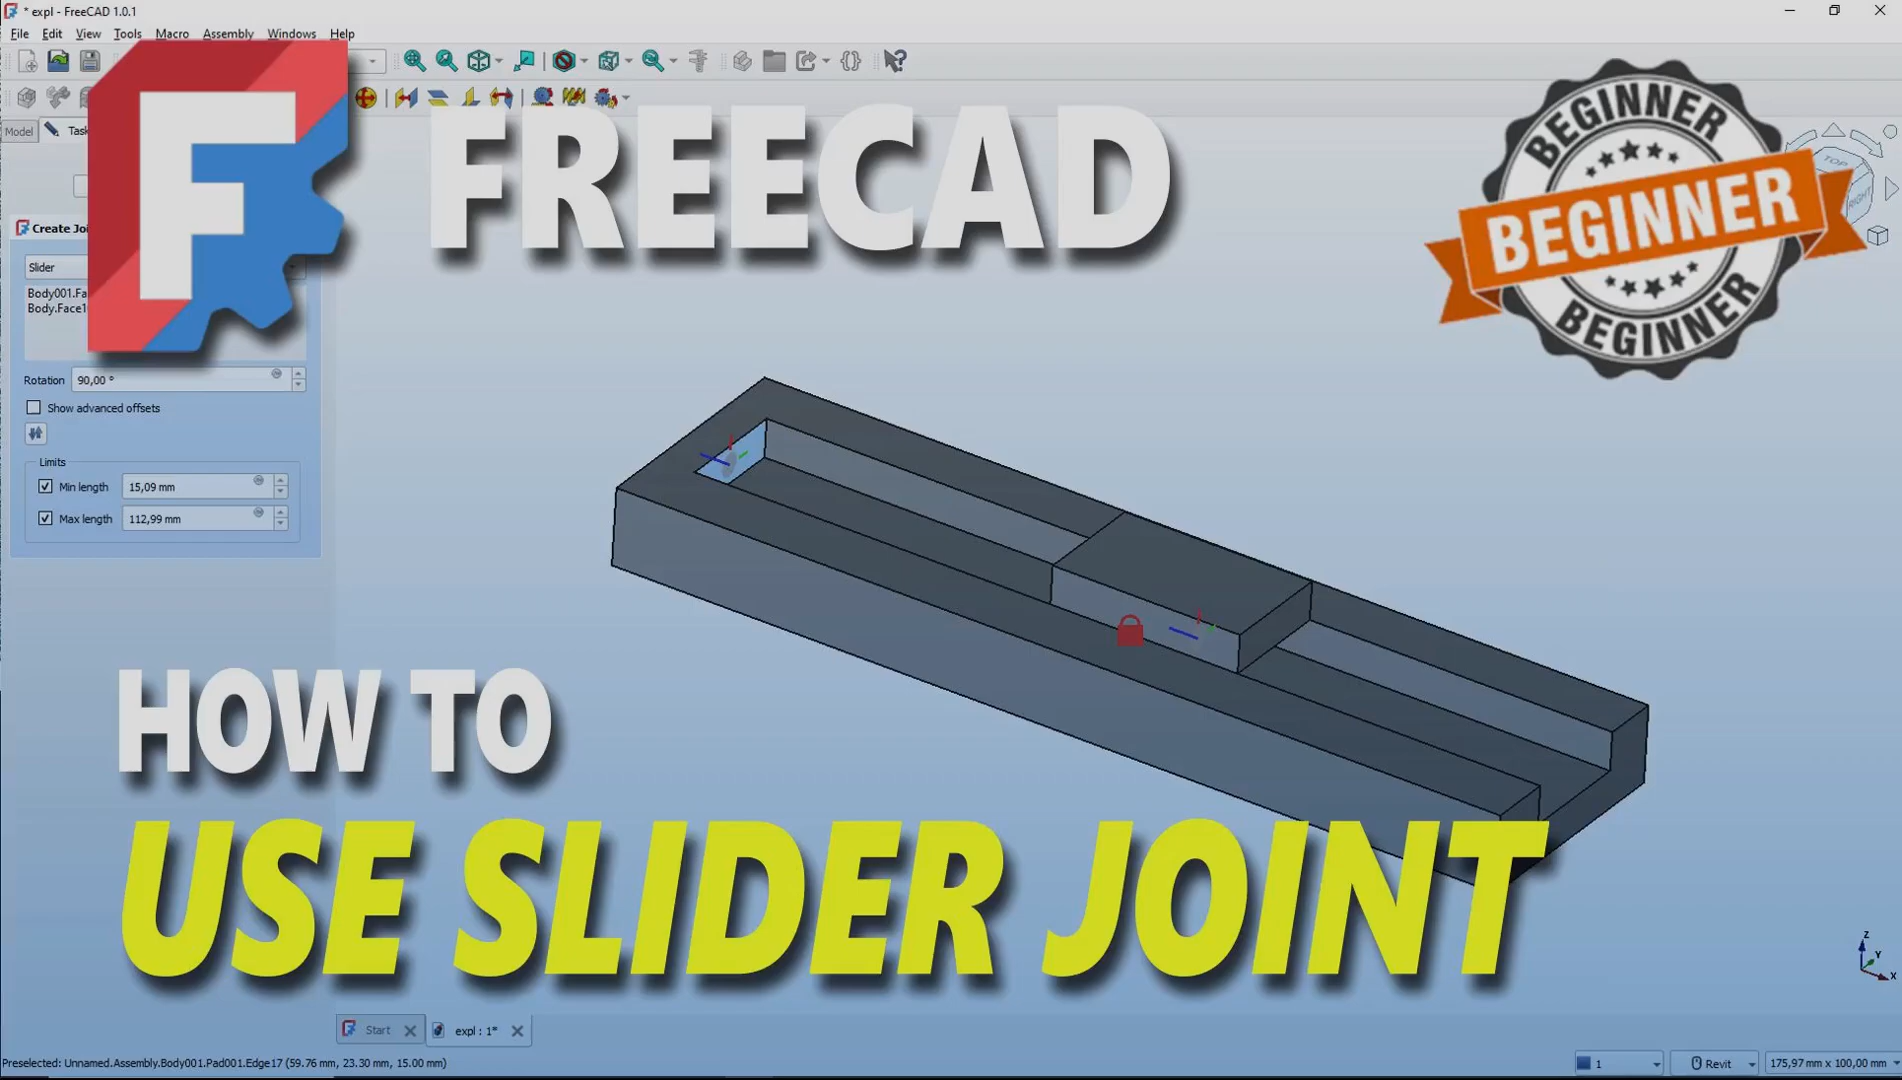 * expl - FreeCAD 1.0.1
File Edit View Tools Macro Assembly Windows Help
Model
Task
FREECAD
BEGINNER
BEGINNER
BEGINNER
TOP
RIGHT
Create Joi
Slider
Body001.Fa
Body.Face1
Rotation 90,00 °
Show advanced offsets
Limits
Min length 15,09 mm
Max length 112,99 mm
HOW TO
USE SLIDER JOINT
Z
Y
X
Start
expl : 1*
Preselected: Unnamed.Assembly.Body001.Pad001.Edge17 (59.76 mm, 23.30 mm, 15.00 mm)
1
Revit
175,97 mm x 100,00 mm